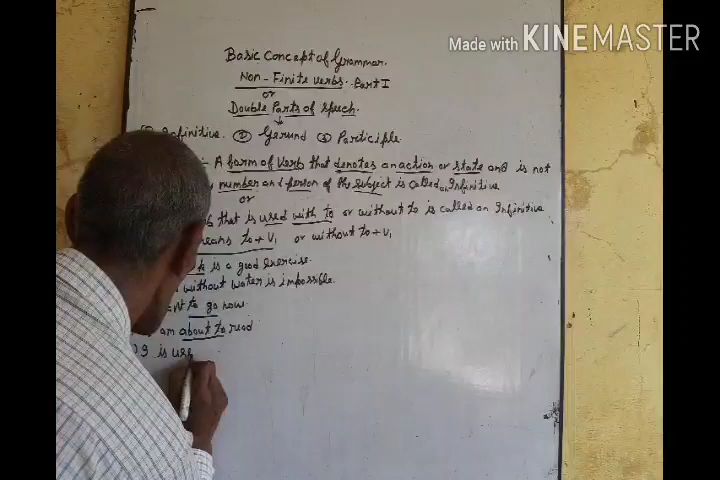 Made with KINEMASTER
Basic Concept of Grammar.
Non-Finite Verbs. Part I
or
Double Parts of speech.
Infinitive ② Gerund ③ Participle
A form of Verb that denotes an action or state and is not
number and person of the subject is called an Infinitive
or
that is used with to or without to is called an Infinitive
means to + V1 or without to + V1
is a good exercise.
without water is impossible.
to go now.
am about to read
is use